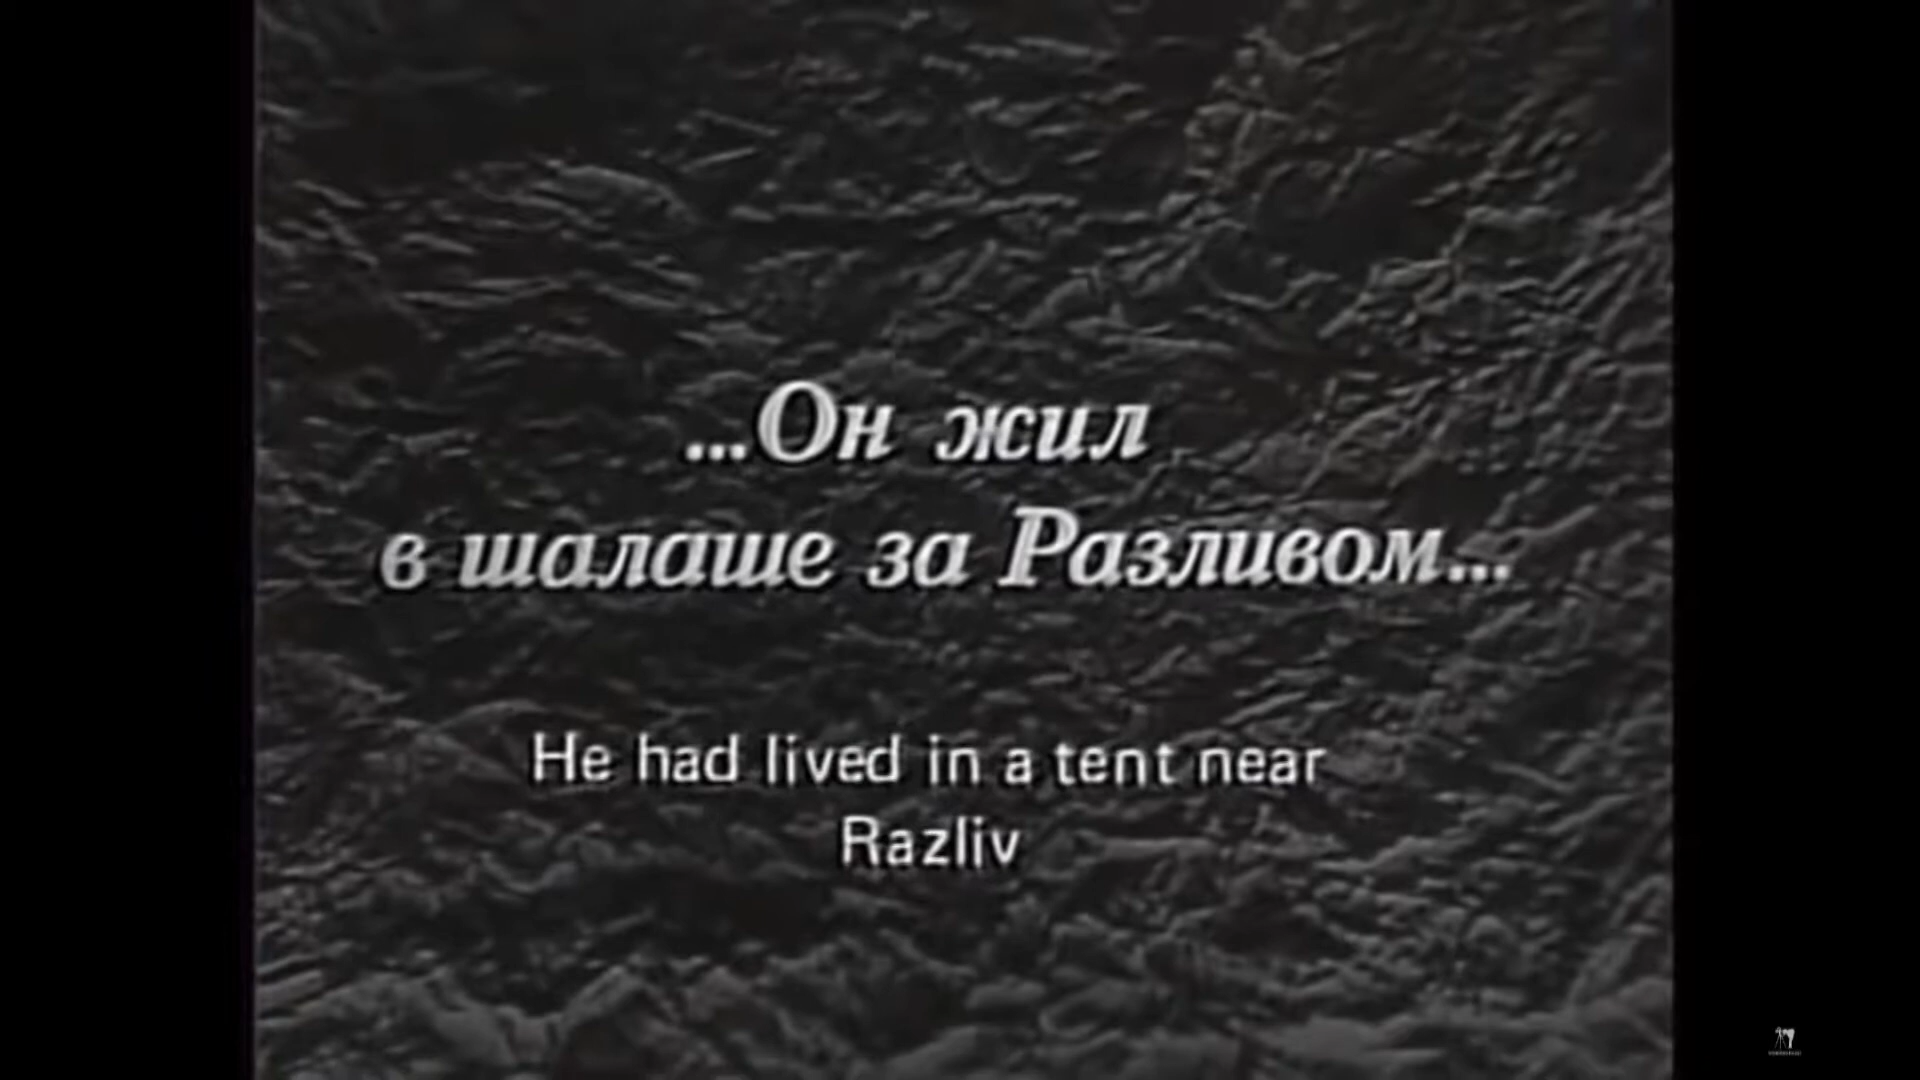 ...Он жил
в шалаше за Разливом...
He had lived in a tent near
Razliv